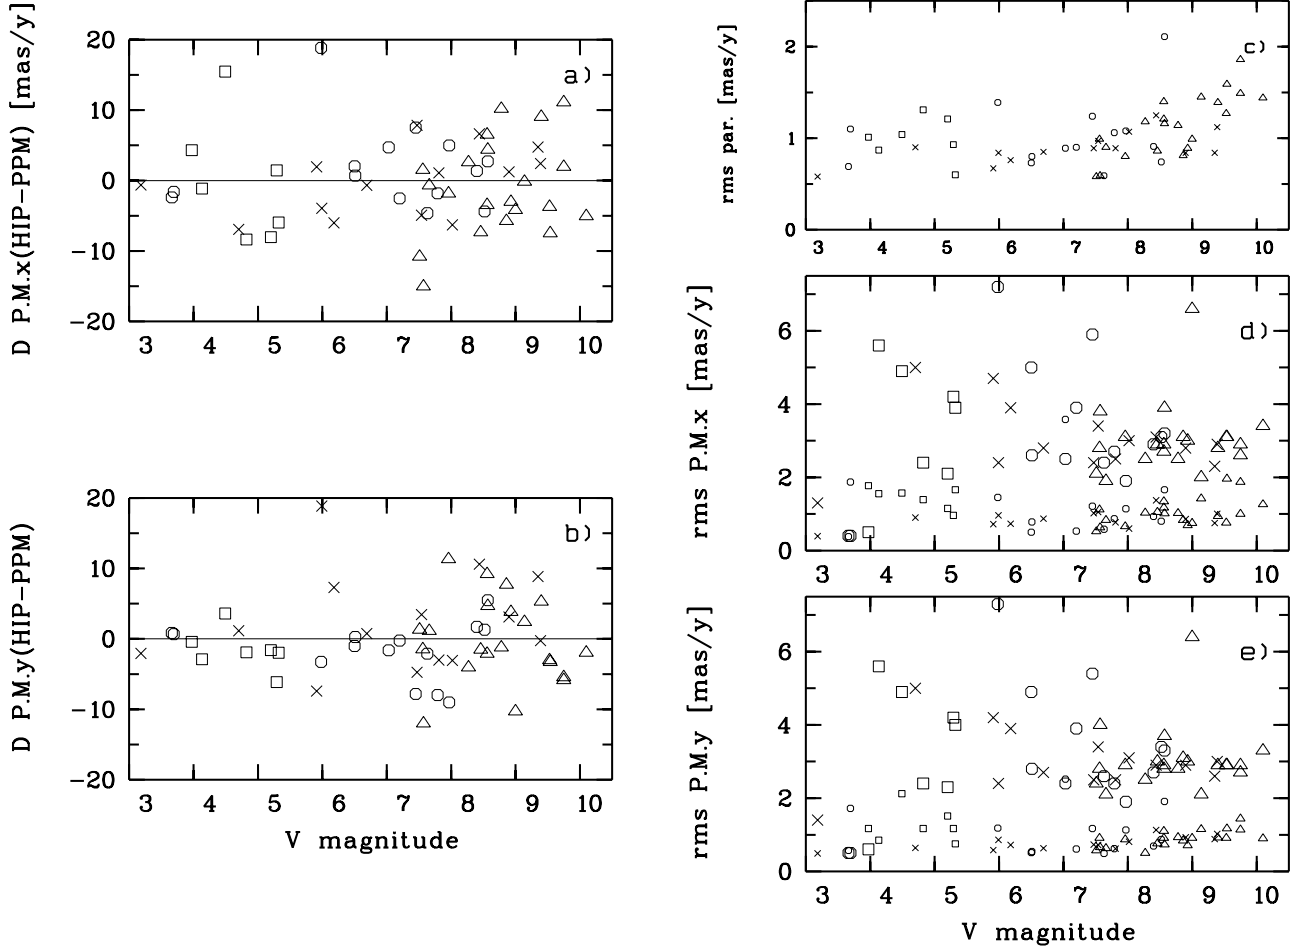 D P.M.x(HIP−PPM) [mas/y]
20
10
0
−10
−20
a)
3 4 5 6 7 8 9 10
D P.M.y(HIP−PPM)
20
10
0
−10
−20
b)
3 4 5 6 7 8 9 10
V magnitude
rms par. [mas/y]
2
1
0
c)
3 4 5 6 7 8 9 10
rms P.M.x [mas/y]
6
4
2
0
d)
3 4 5 6 7 8 9 10
rms P.M.y [mas/y]
6
4
2
0
e)
3 4 5 6 7 8 9 10
V magnitude